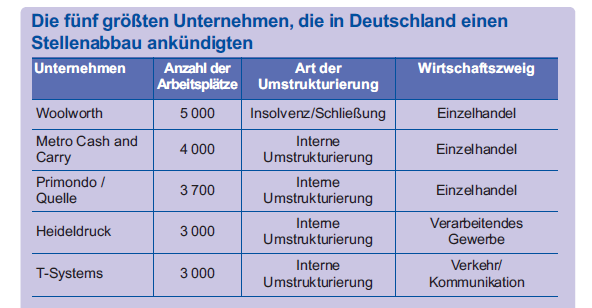 Die fünf größten Unternehmen, die in Deutschland einen
Stellenabbau ankündigten
Unternehmen Anzahl der Arbeitsplätze Art der Umstrukturierung Wirtschaftszweig
Woolworth 5 000 Insolvenz/Schließung Einzelhandel
Metro Cash and Carry 4 000 Interne Umstrukturierung Einzelhandel
Primondo / Quelle 3 700 Interne Umstrukturierung Einzelhandel
Heideldruck 3 000 Interne Umstrukturierung Verarbeitendes Gewerbe
T-Systems 3 000 Interne Umstrukturierung Verkehr/ Kommunikation